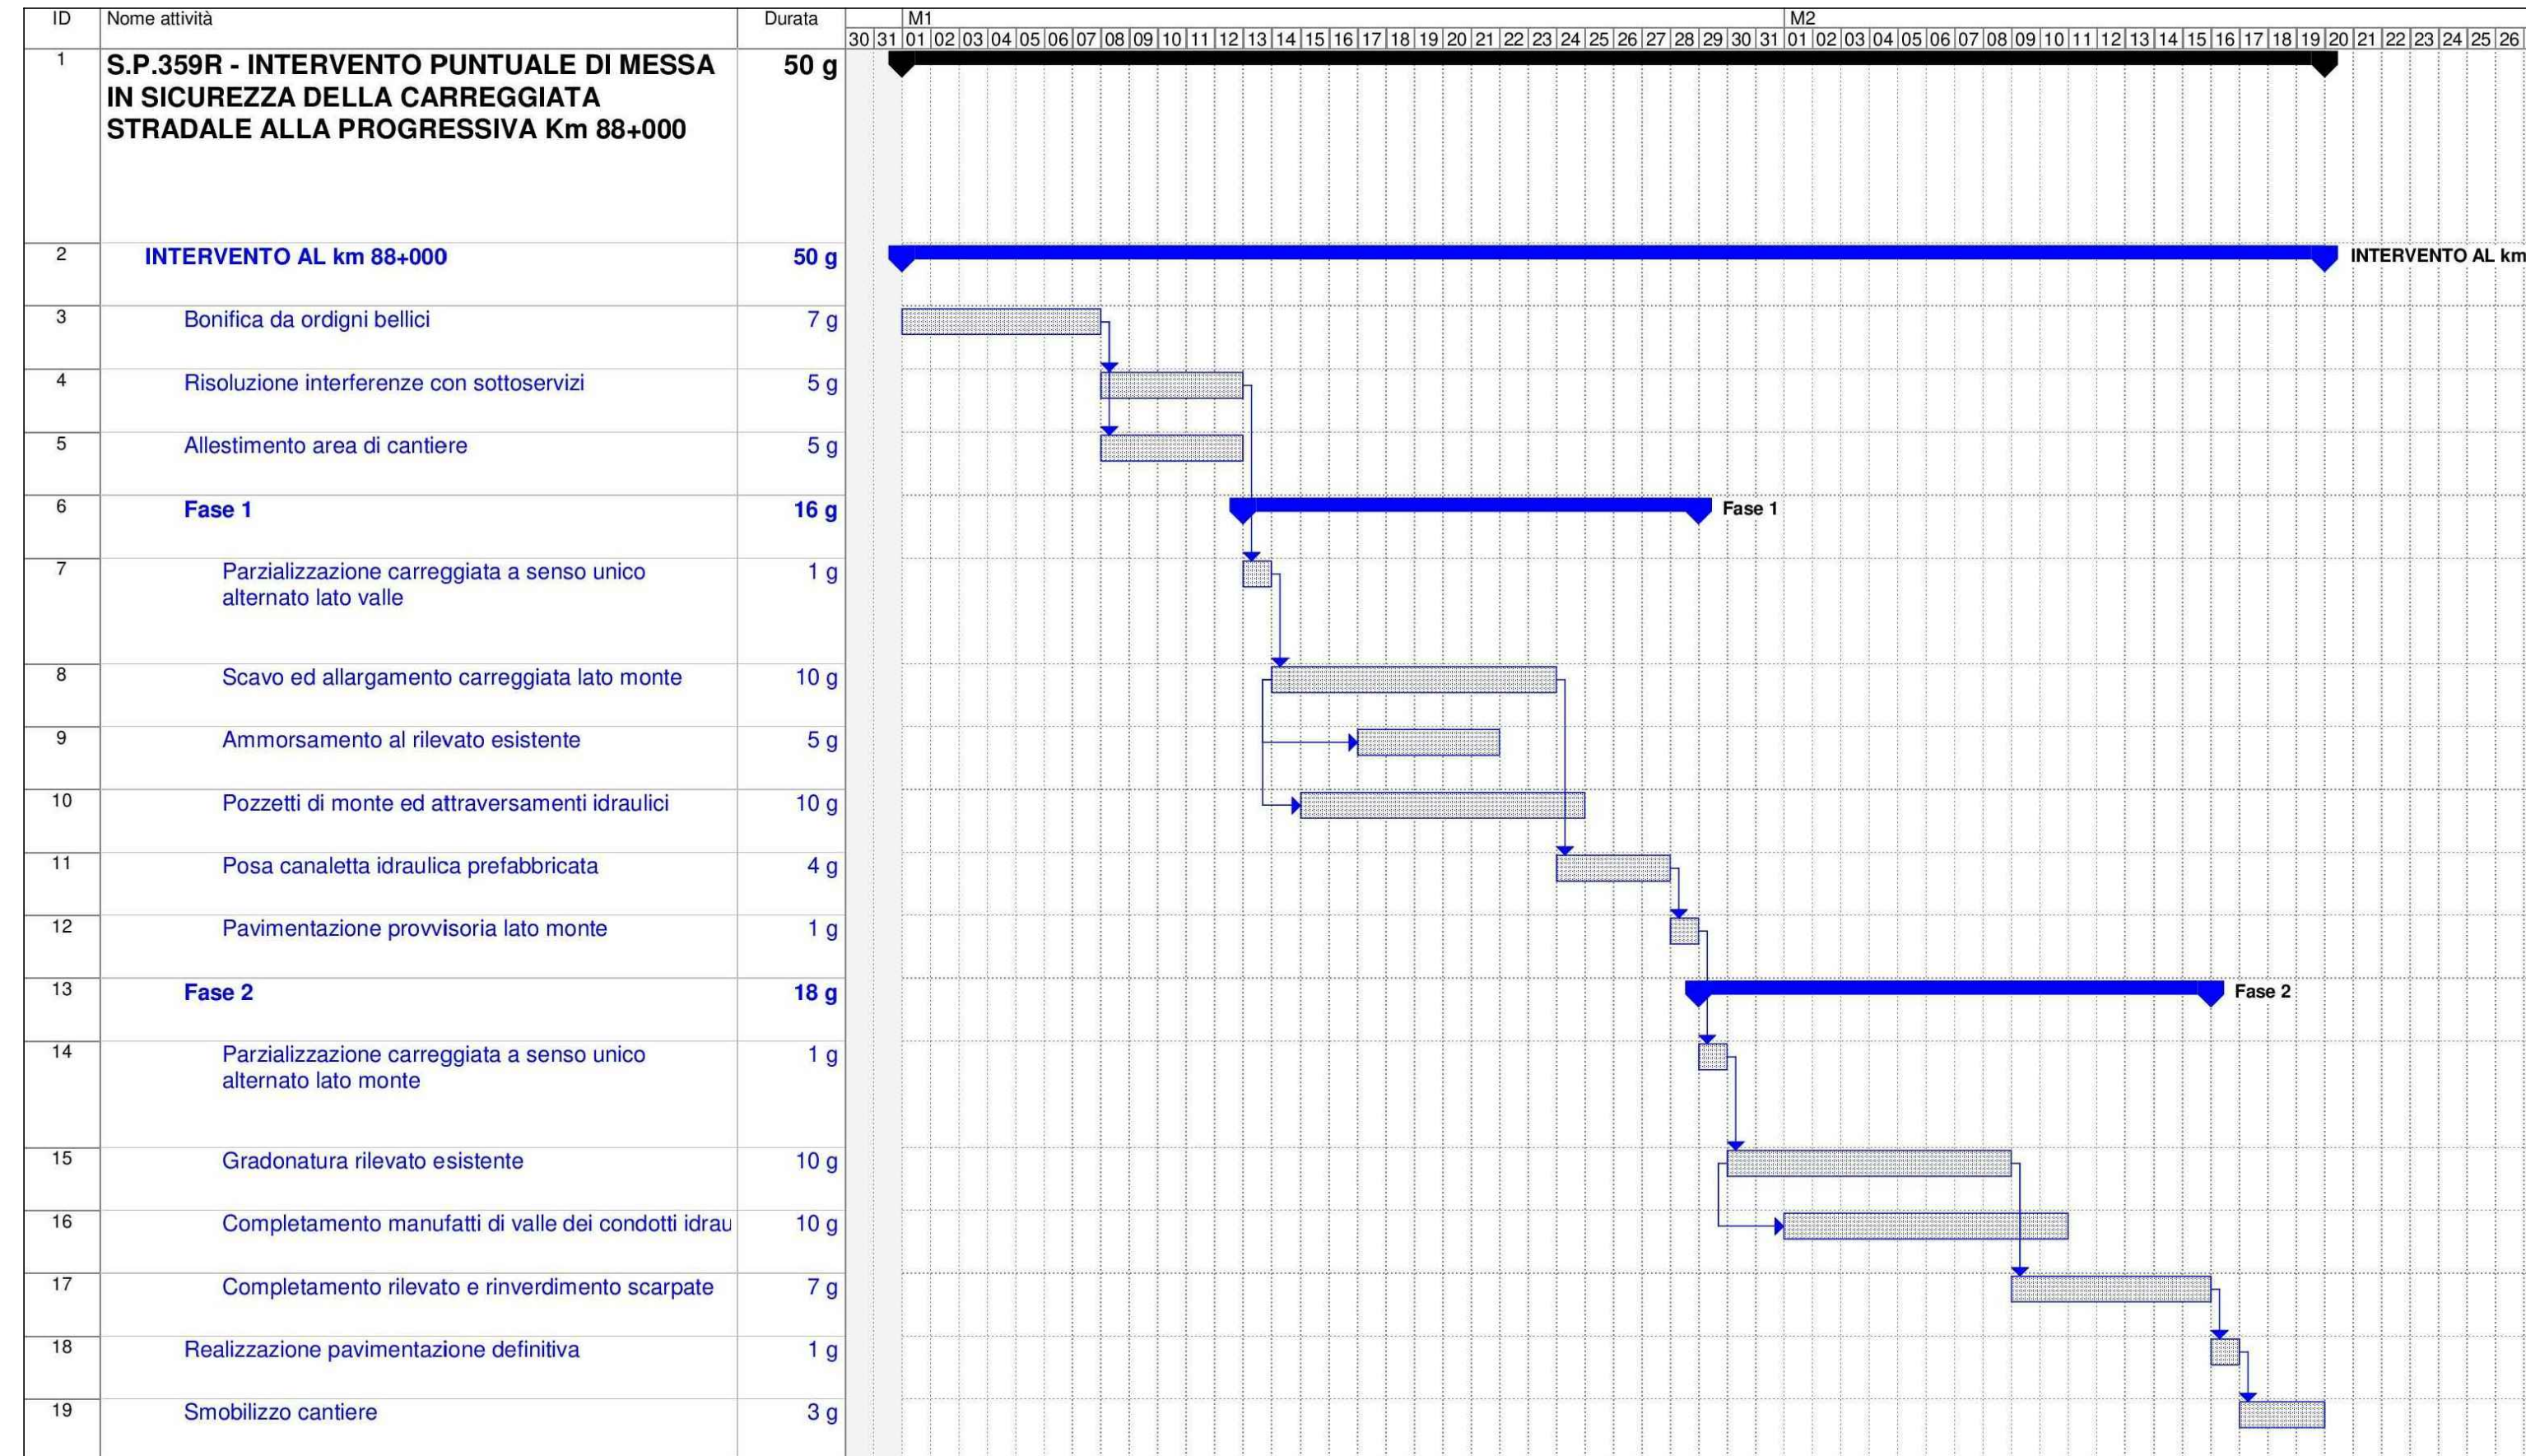 ID Nome attività Durata M1 M2
30 31 01 02 03 04 05 06 07 08 09 10 11 12 13 14 15 16 17 18 19 20 21 22 23 24 25 26 27 28 29 30 31 01 02 03 04 05 06 07 08 09 10 11 12 13 14 15 16 17 18 19 20 21 22 23 24 25 26
1 S.P.359R - INTERVENTO PUNTUALE DI MESSA 50 g
IN SICUREZZA DELLA CARREGGIATA
STRADALE ALLA PROGRESSIVA Km 88+000
2 INTERVENTO AL km 88+000 50 g INTERVENTO AL km
3 Bonifica da ordigni bellici 7 g
4 Risoluzione interferenze con sottoservizi 5 g
5 Allestimento area di cantiere 5 g
6 Fase 1 16 g Fase 1
7 Parzializzazione carreggiata a senso unico 1 g
alternato lato valle
8 Scavo ed allargamento carreggiata lato monte 10 g
9 Ammorsamento al rilevato esistente 5 g
10 Pozzetti di monte ed attraversamenti idraulici 10 g
11 Posa canaletta idraulica prefabbricata 4 g
12 Pavimentazione provvisoria lato monte 1 g
13 Fase 2 18 g Fase 2
14 Parzializzazione carreggiata a senso unico 1 g
alternato lato monte
15 Gradonatura rilevato esistente 10 g
16 Completamento manufatti di valle dei condotti idrau 10 g
17 Completamento rilevato e rinverdimento scarpate 7 g
18 Realizzazione pavimentazione definitiva 1 g
19 Smobilizzo cantiere 3 g